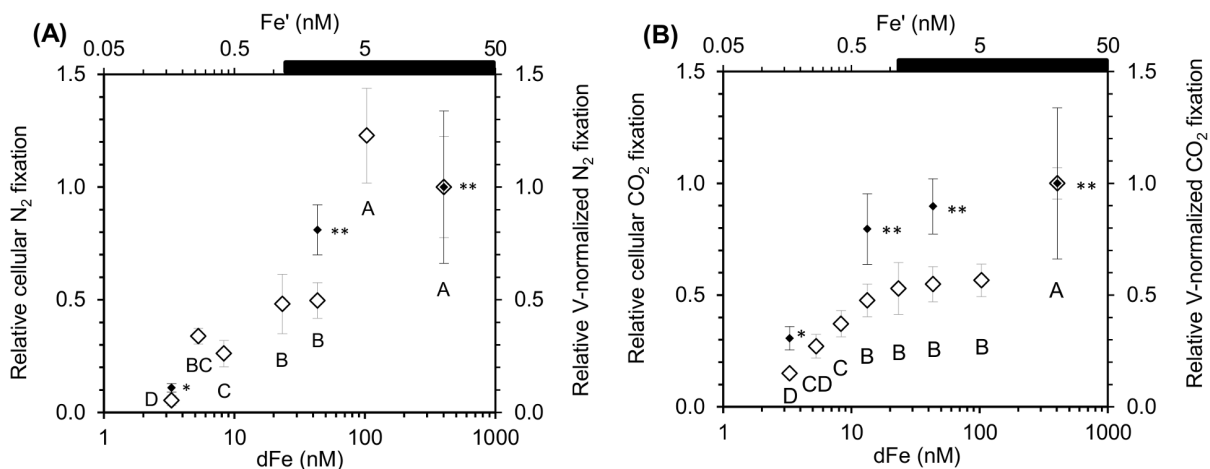 (A)
Fe' (nM)
0.05 0.5 5 50
1.5 1.0 0.5 0.0
Relative cellular N₂ fixation
D * BC C B B ** A ** A
1.5 1.0 0.5 0.0
Relative V-normalized N₂ fixation
1 10 100 1000
dFe (nM)
(B)
Fe' (nM)
0.05 0.5 5 50
1.5 1.0 0.5 0.0
Relative cellular CO₂ fixation
D * CD C B ** B B ** B A **
1.5 1.0 0.5 0.0
Relative V-normalized CO₂ fixation
1 10 100 1000
dFe (nM)